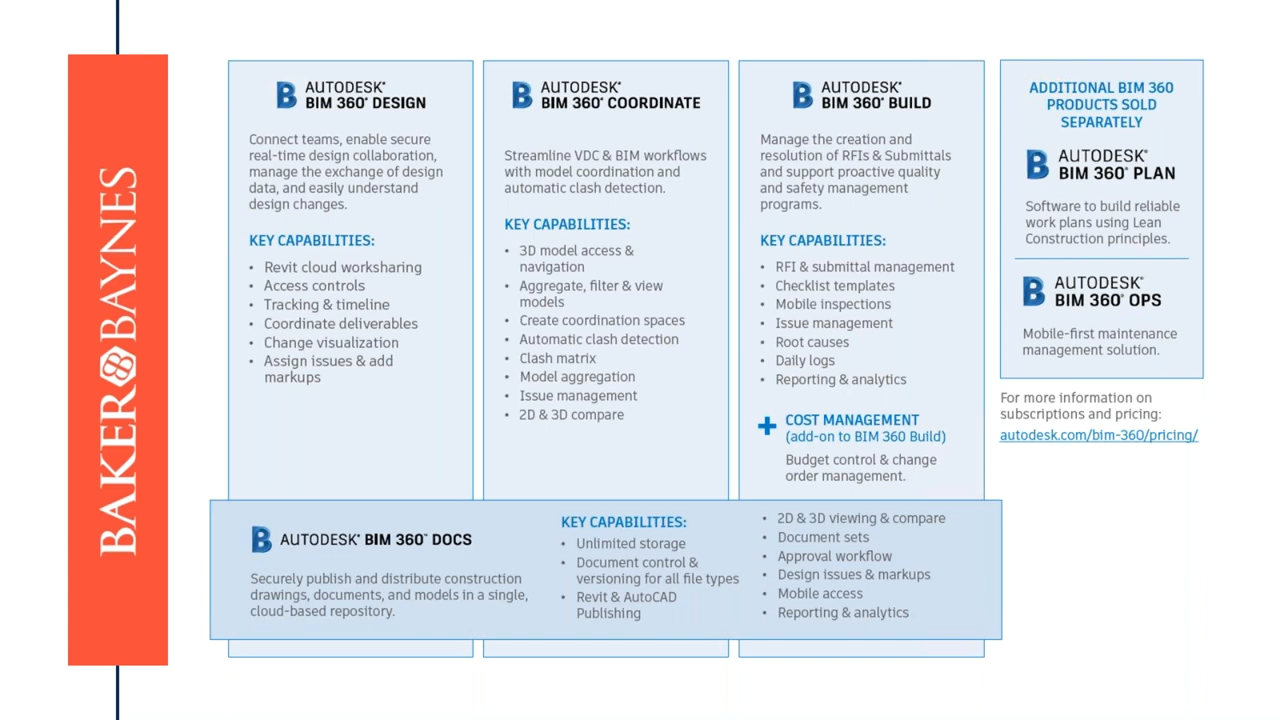 BAKER BAYNES
AUTODESK®
BIM 360® DESIGN
Connect teams, enable secure
real-time design collaboration,
manage the exchange of design
data, and easily understand
design changes.
KEY CAPABILITIES:
• Revit cloud worksharing
• Access controls
• Tracking & timeline
• Coordinate deliverables
• Change visualization
• Assign issues & add
markups
AUTODESK®
BIM 360® COORDINATE
Streamline VDC & BIM workflows
with model coordination and
automatic clash detection.
KEY CAPABILITIES:
• 3D model access &
navigation
• Aggregate, filter & view
models
• Create coordination spaces
• Automatic clash detection
• Clash matrix
• Model aggregation
• Issue management
• 2D & 3D compare
AUTODESK®
BIM 360® BUILD
Manage the creation and
resolution of RFIs & Submittals
and support proactive quality
and safety management
programs.
KEY CAPABILITIES:
• RFI & submittal management
• Checklist templates
• Mobile inspections
• Issue management
• Root causes
• Daily logs
• Reporting & analytics
+ COST MANAGEMENT
(add-on to BIM 360 Build)
Budget control & change
order management.
ADDITIONAL BIM 360
PRODUCTS SOLD
SEPARATELY
AUTODESK®
BIM 360® PLAN
Software to build reliable
work plans using Lean
Construction principles.
AUTODESK®
BIM 360® OPS
Mobile-first maintenance
management solution.
For more information on
subscriptions and pricing:
autodesk.com/bim-360/pricing/
AUTODESK® BIM 360™ DOCS
Securely publish and distribute construction
drawings, documents, and models in a single,
cloud-based repository.
KEY CAPABILITIES:
• Unlimited storage
• Document control &
versioning for all file types
• Revit & AutoCAD
Publishing
• 2D & 3D viewing & compare
• Document sets
• Approval workflow
• Design issues & markups
• Mobile access
• Reporting & analytics